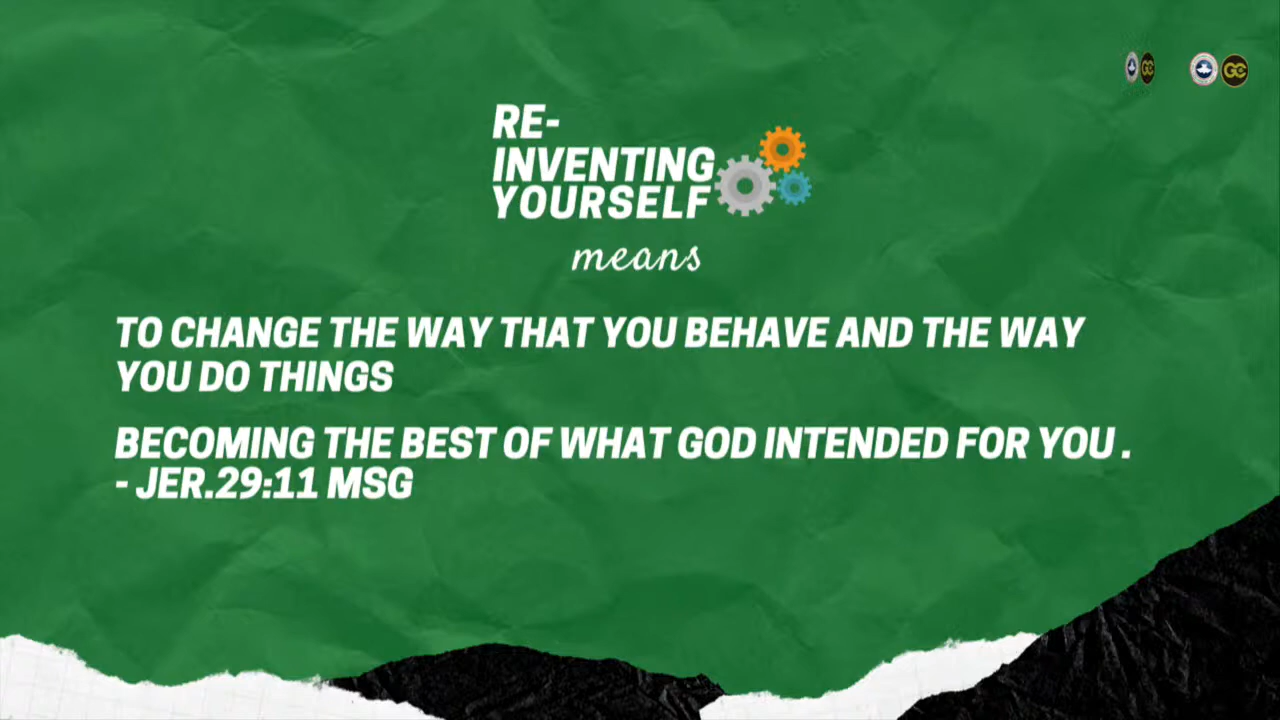 RE-
INVENTING
YOURSELF
means
TO CHANGE THE WAY THAT YOU BEHAVE AND THE WAY
YOU DO THINGS
BECOMING THE BEST OF WHAT GOD INTENDED FOR YOU .
- JER.29:11 MSG